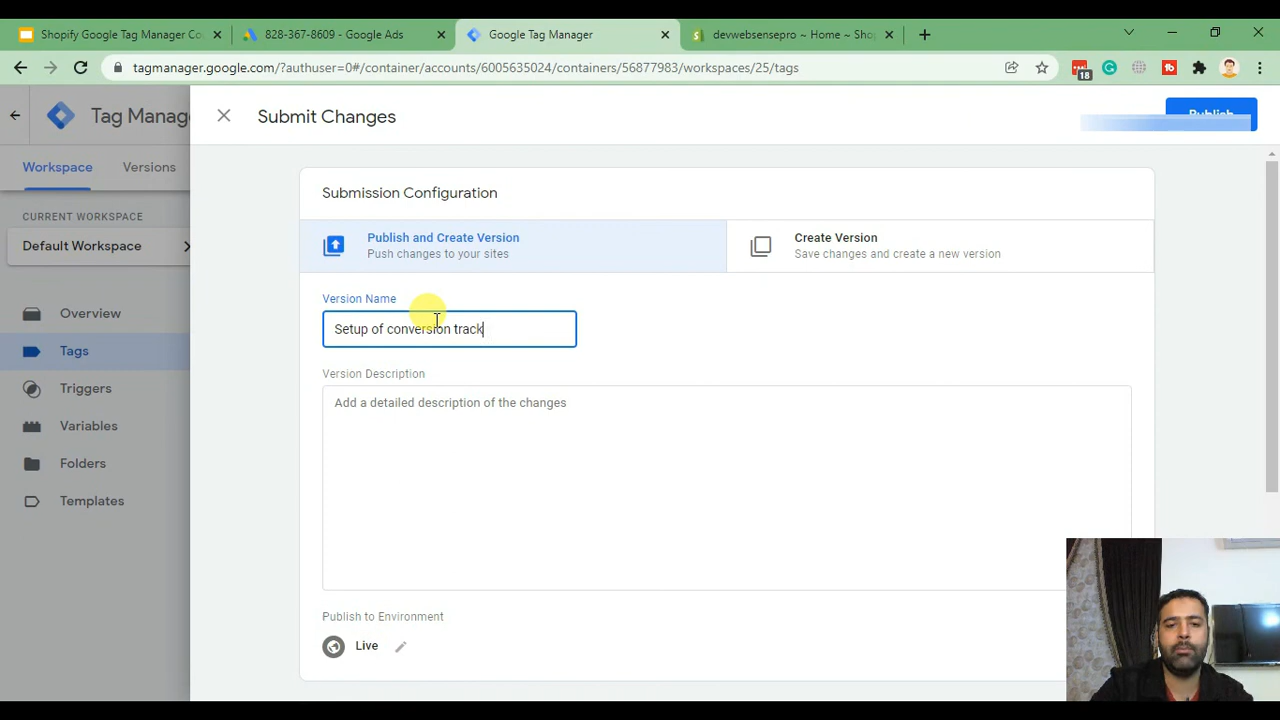 Shopify Google Tag Manager Co
828-367-8609 - Google Ads
Google Tag Manager
devwebsensepro ~ Home ~ Sho
tagmanager.google.com/?authuser=0#/container/accounts/6005635024/containers/56877983/workspaces/25/tags
18
Tag Manag
Submit Changes
Publish
Workspace
Versions
CURRENT WORKSPACE
Default Workspace
Overview
Tags
Triggers
Variables
Folders
Templates
Submission Configuration
Publish and Create Version
Push changes to your sites
Create Version
Save changes and create a new version
Version Name
Setup of conversion track
Version Description
Add a detailed description of the changes
Publish to Environment
Live